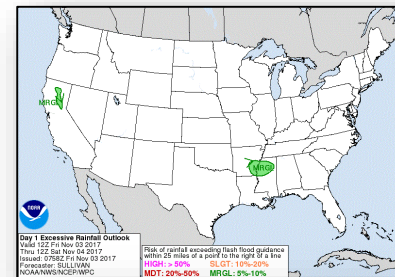 MRGL
MRGL
NOAA
Day 1 Excessive Rainfall Outlook
Valid 12Z Fri Nov 03 2017
Thru 12Z Sat Nov 04 2017
Issued: 0758Z Fri Nov 03 2017
Forecaster: SULLIVAN
NOAA/NWS/NCEP/WPC
Risk of rainfall exceeding flash flood guidance
within 25 miles of a point to the right of a line
HIGH: > 50% SLGT: 10%-20%
MDT: 20%-50% MRGL: 5%-10%